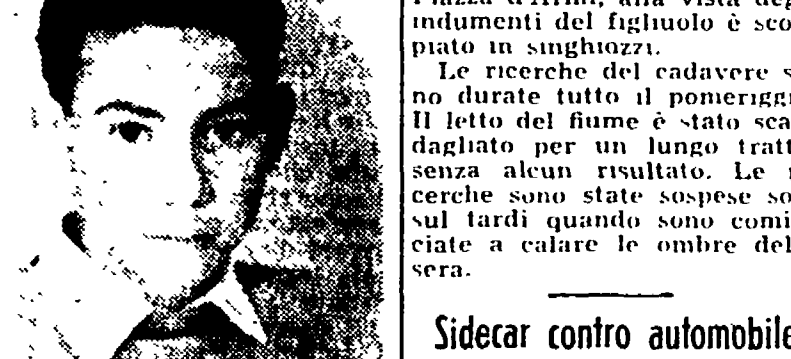 indumenti del figliuolo è sco
piato in singhiozzi.
Le ricerche del cadavere s
no durate tutto il pomeriggi
Il letto del fiume è stato sca
dagliato per un lungo tratt
senza alcun risultato. Le r
cerche sono state sospese so
sul tardi quando sono comi
ciate a calare le ombre del
sera.
Sidecar contro automobile